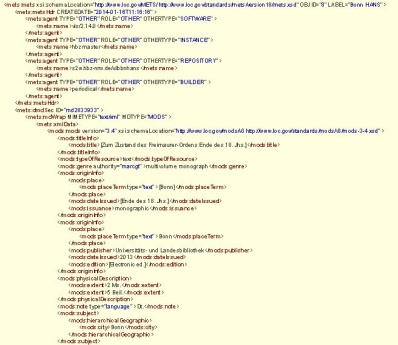 <mets:mets xsi:schemaLocation="http://www.loc.gov/METS/ http://www.loc.gov/standards/mets/version18/mets.xsd" OBJID="8" LABEL="Bonn HANS">
<mets:metsHdr CREATEDATE="2014-01-16T11:16:16">
<mets:agent TYPE="OTHER" ROLE="OTHER" OTHERTYPE="SOFTWARE">
<mets:name>
</mets:name>
</mets:agent>
<mets:agent TYPE="OTHER" ROLE="OTHER" OTHERTYPE="INSTANCE">
<mets:name>hbz master</mets:name>
</mets:agent>
<mets:agent TYPE="OTHER" ROLE="OTHER" OTHERTYPE="REPOSITORY">
<mets:name></mets:name>
</mets:agent>
<mets:agent TYPE="OTHER" ROLE="OTHER" OTHERTYPE="BUILDER">
<mets:name>periodical</mets:name>
</mets:agent>
</mets:metsHdr>
<mets:dmdSec ID="md2833933">
<mets:mdWrap MIMETYPE="text/xml" MDTYPE="MODS">
<mets:xmlData>
<mods:mods version="3.4" xsi:schemaLocation="http://www.loc.gov/mods/v3 http://www.loc.gov/standards/mods/v3/mods-3-4.xsd">
<mods:titleInfo>
<mods:title>[Zum Zustand des Freimaurer-Ordens Ende des 18. Jhs.]</mods:title>
</mods:titleInfo>
<mods:typeOfResource>text</mods:typeOfResource>
<mods:genre authority="marcgt">multivolume monograph</mods:genre>
<mods:originInfo>
<mods:place>
<mods:placeTerm type="text">[Bonn]</mods:placeTerm>
</mods:place>
<mods:dateIssued>[Ende des 18. Jhs.]</mods:dateIssued>
<mods:issuance>monographic</mods:issuance>
</mods:originInfo>
<mods:originInfo>
<mods:place>
<mods:placeTerm type="text">Bonn</mods:placeTerm>
</mods:place>
<mods:publisher>Universitäts- und Landesbibliothek</mods:publisher>
<mods:dateIssued>2013</mods:dateIssued>
<mods:edition>[Electronic ed.]</mods:edition>
</mods:originInfo>
<mods:physicalDescription>
<mods:extent>2 Ms.</mods:extent>
<mods:extent>5 Beil.</mods:extent>
</mods:physicalDescription>
<mods:note type="language">Dt.</mods:note>
<mods:subject>
<mods:hierarchicalGeographic>
<mods:city>Bonn</mods:city>
</mods:hierarchicalGeographic>
</mods:subject>